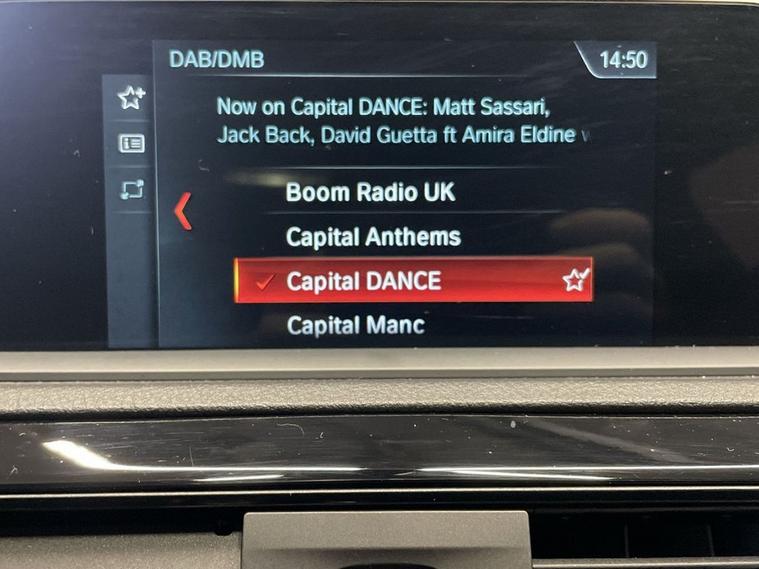 DAB/DMB
14:50
Now on Capital DANCE: Matt Sassari,
Jack Back, David Guetta ft Amira Eldine
Boom Radio UK
Capital Anthems
Capital DANCE
Capital Manc